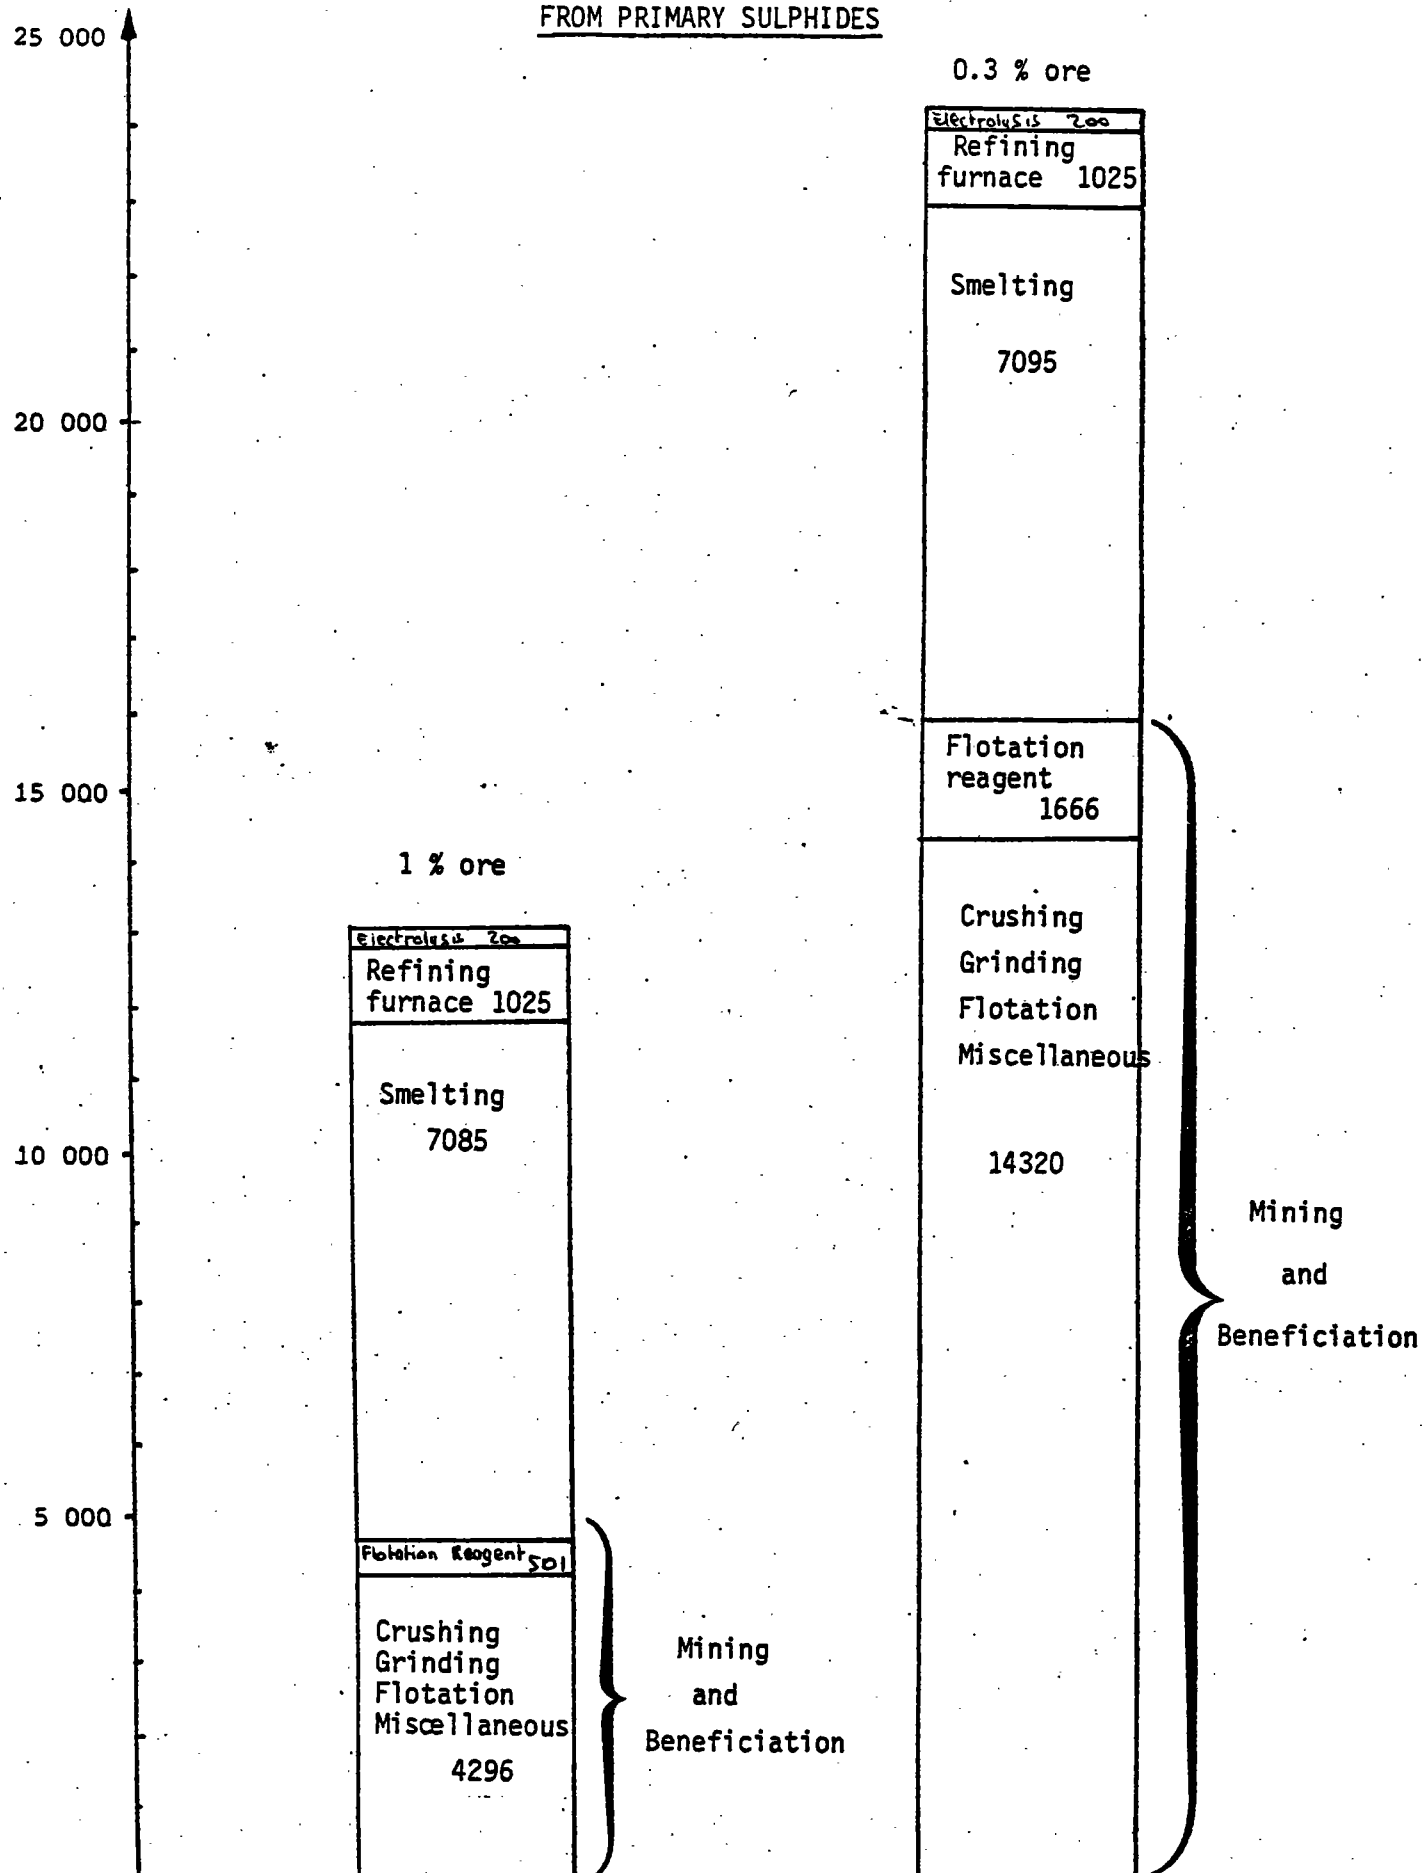 FROM PRIMARY SULPHIDES
25 000
20 000
15 000
10 000
5 000
1 % ore
Electrolysis 200
Refining
furnace 1025
Smelting
7085
Flotation Reagent 501
Crushing
Grinding
Flotation
Miscellaneous
4296
Mining
and
Beneficiation
0.3 % ore
Electrolysis 200
Refining
furnace 1025
Smelting
7095
Flotation
reagent
1666
Crushing
Grinding
Flotation
Miscellaneous
14320
Mining
and
Beneficiation